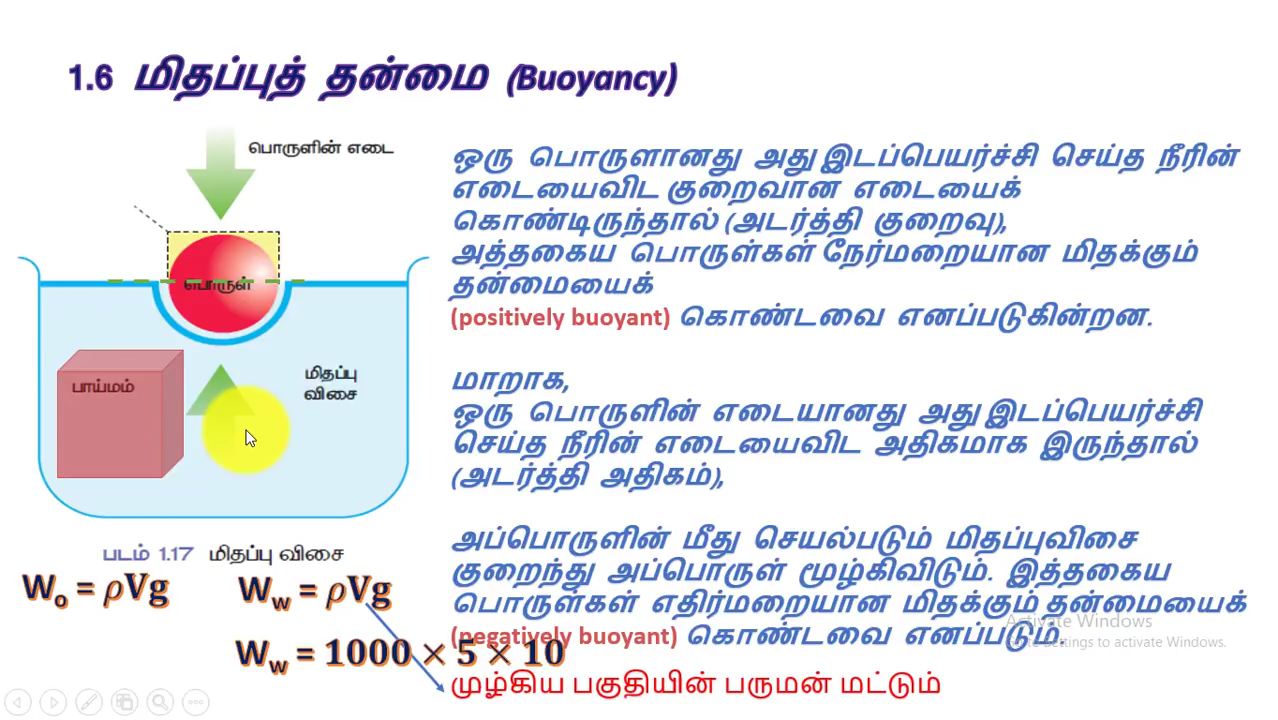 1.6 மிதப்புத் தன்மை (Buoyancy)
பொருளின் எடை
பொருள்
பாய்மம்
மிதப்பு
விசை
படம் 1.17 மிதப்பு விசை
Wₒ = ρVg
W_w = ρVg
W_w = 1000 × 5 × 10
ஒரு பொருளானது அது இடப்பெயர்ச்சி செய்த நீரின்
எடையைவிட குறைவான எடையைக்
கொண்டிருந்தால் (அடர்த்தி குறைவு),
அத்தகைய பொருள்கள் நேர்மறையான மிதக்கும்
தன்மையைக்
(positively buoyant) கொண்டவை எனப்படுகின்றன.
மாறாக,
ஒரு பொருளின் எடையானது அது இடப்பெயர்ச்சி
செய்த நீரின் எடையைவிட அதிகமாக இருந்தால்
(அடர்த்தி அதிகம்),
அப்பொருளின் மீது செயல்படும் மிதப்புவிசை
குறைந்து அப்பொருள் மூழ்கிவிடும். இத்தகைய
பொருள்கள் எதிர்மறையான மிதக்கும் தன்மையைக்
(negatively buoyant) கொண்டவை எனப்படும்.
முழ்கிய பகுதியின் பருமன் மட்டும்
Activate Windows
Go to Settings to activate Windows.